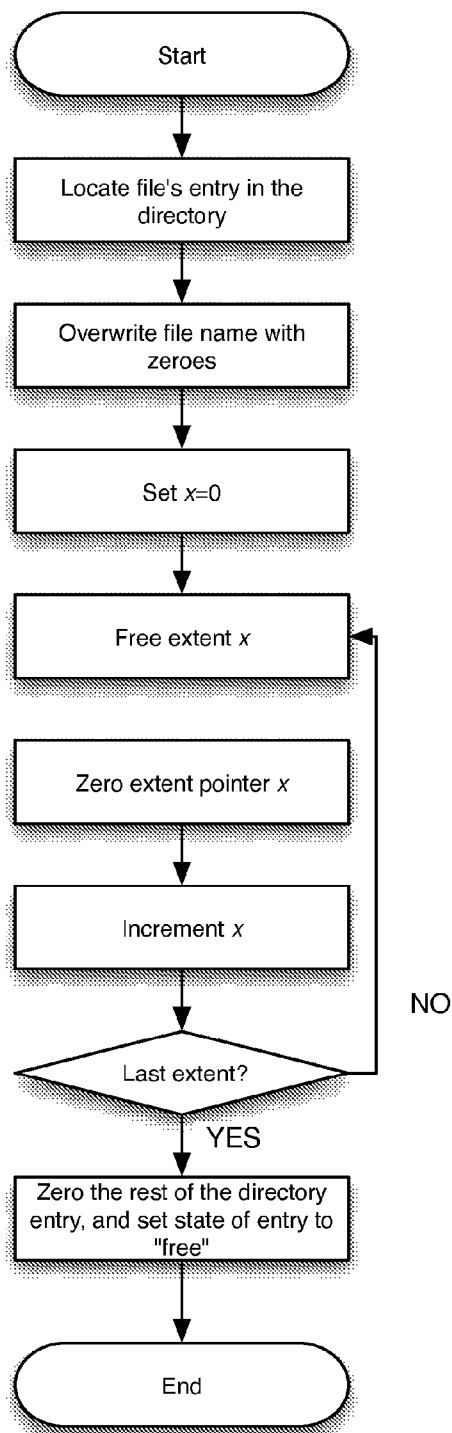 Start
Locate file's entry in the
directory
Overwrite file name with
zeroes
Set x=0
Free extent x
Zero extent pointer x
Increment x
Last extent?
NO
YES
Zero the rest of the directory
entry, and set state of entry to
"free"
End